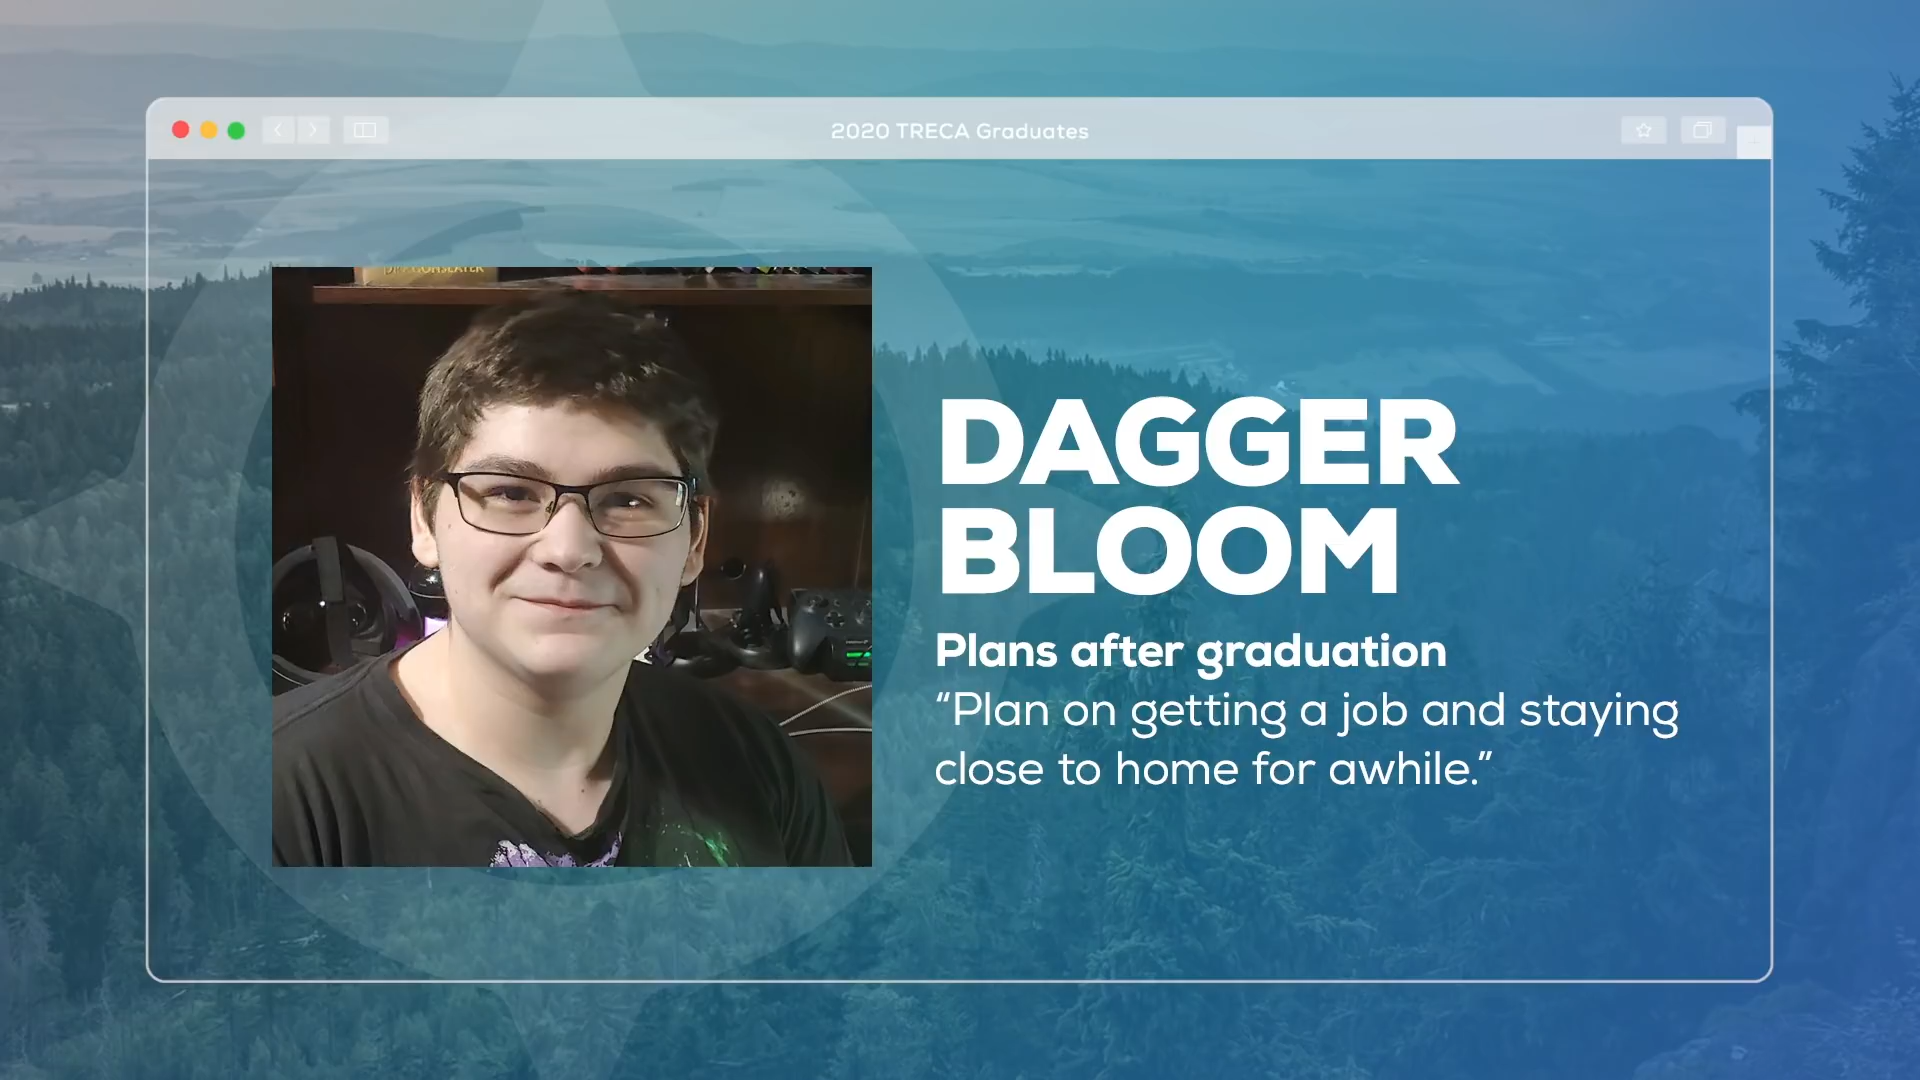 2020 TRECA Graduates
DRAGONSLAYER
DAGGER
BLOOM
Plans after graduation
“Plan on getting a job and staying
close to home for awhile.”